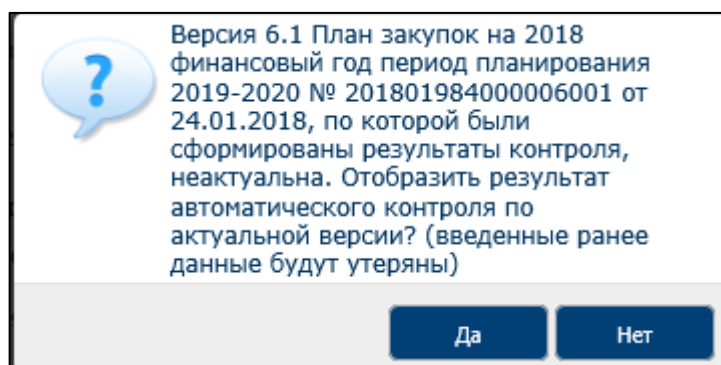 Версия 6.1 План закупок на 2018
финансовый год период планирования
2019-2020 № 201801984000006001 от
24.01.2018, по которой были
сформированы результаты контроля,
неактуальна. Отобразить результат
автоматического контроля по
актуальной версии? (введенные ранее
данные будут утеряны)
Да Нет